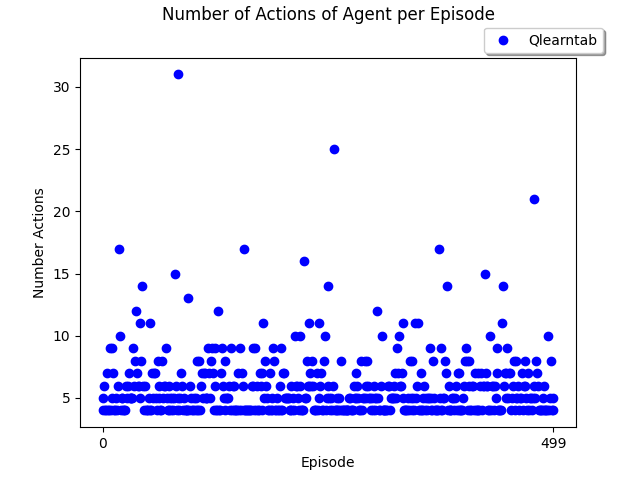 Number of Actions of Agent per Episode
Qlearntab
30
25
20
15
10
5
Number Actions
0
499
Episode